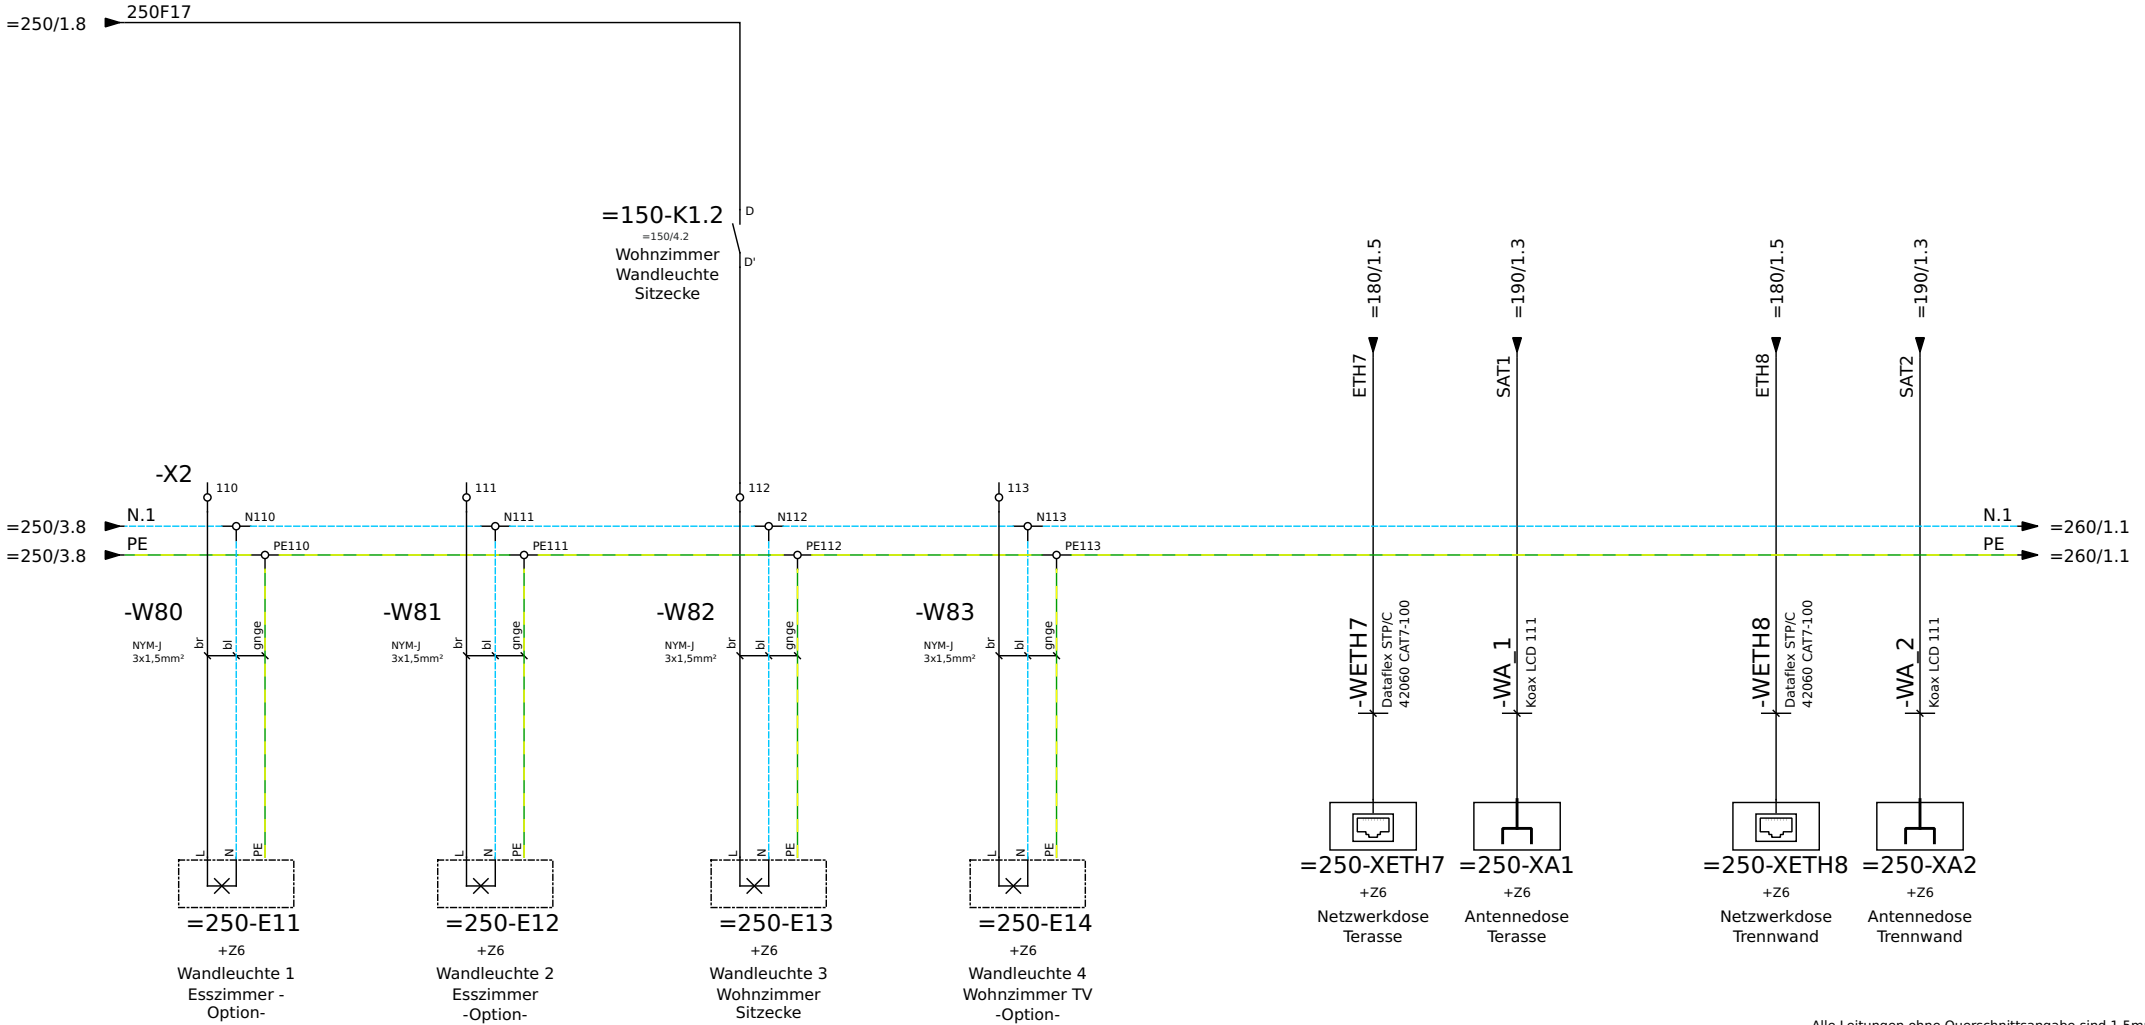 =250/1.8
250F17
=150-K1.2
=150/4.2
Wohnzimmer
Wandleuchte
Sitzecke
D
D'
=180/1.5
ETH7
=190/1.3
SAT1
=180/1.5
ETH8
=190/1.3
SAT2
-X2
110
111
112
113
=250/3.8
N.1
N110
N111
N112
N113
N.1
=260/1.1
=250/3.8
PE
PE110
PE111
PE112
PE113
PE
=260/1.1
-W80
NYM-J
3x1,5mm²
br
bl
gnge
-W81
NYM-J
3x1,5mm²
br
bl
gnge
-W82
NYM-J
3x1,5mm²
br
bl
gnge
-W83
NYM-J
3x1,5mm²
br
bl
gnge
-WETH7
Dataflex STP/C
42060 CAT7-100
-WA_1
Koax LCD 111
-WETH8
Dataflex STP/C
42060 CAT7-100
-WA_2
Koax LCD 111
L
N
PE
L
N
PE
L
N
PE
L
N
PE
=250-E11
+Z6
Wandleuchte 1
Esszimmer -
Option-
=250-E12
+Z6
Wandleuchte 2
Esszimmer
-Option-
=250-E13
+Z6
Wandleuchte 3
Wohnzimmer
Sitzecke
=250-E14
+Z6
Wandleuchte 4
Wohnzimmer TV
-Option-
=250-XETH7
+Z6
Netzwerkdose
Terasse
=250-XA1
+Z6
Antennedose
Terasse
=250-XETH8
+Z6
Netzwerkdose
Trennwand
=250-XA2
+Z6
Antennedose
Trennwand